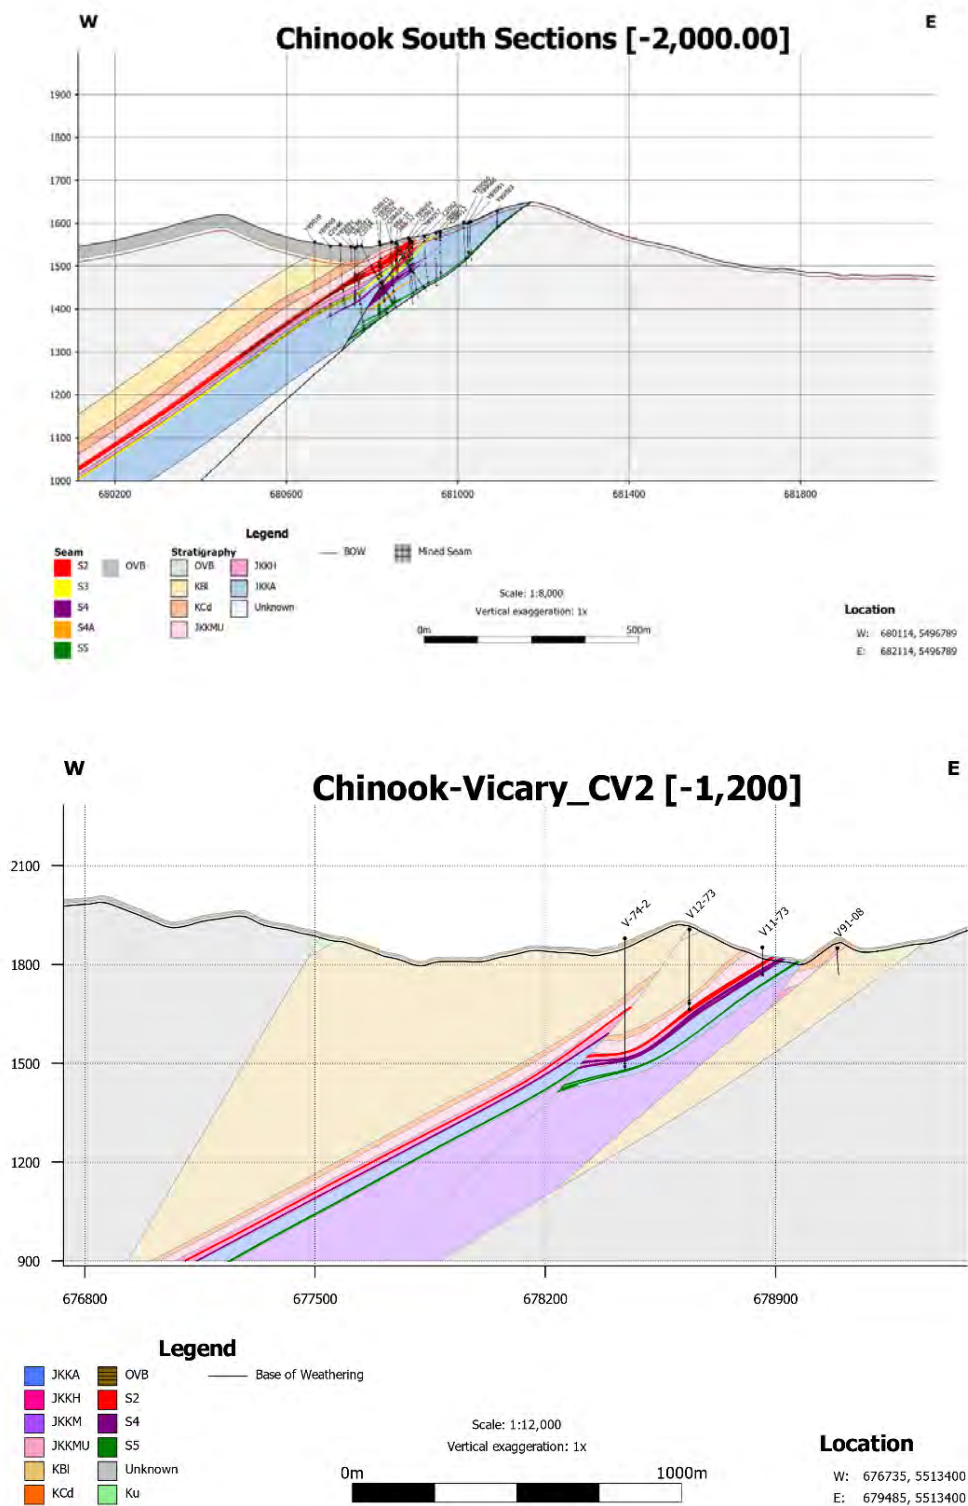 W
E
Chinook South Sections [-2,000.00]
1900
1800
1700
1600
1500
1400
1300
1200
1100
1000
680200 680600 681000 681400 681800
Legend
Seam
S2
OVB
S3
S4
S4A
S5
Stratigraphy
OVB
JKKH
KBl
JKKA
KCd
Unknown
JKKMU
BOW
Mined Seam
Scale: 1:8,000
Vertical exaggeration: 1x
0m 500m
Location
W: 680114, 5496789
E: 682114, 5496789
W
E
Chinook-Vicary_CV2 [-1,200]
V-74-2
V12-73
V11-73
V91-08
2100
1800
1500
1200
900
676800 677500 678200 678900
Legend
JKKA OVB
JKKH S2
JKKM S4
JKKMU S5
KBl Unknown
KCd Ku
Base of Weathering
Scale: 1:12,000
Vertical exaggeration: 1x
0m 1000m
Location
W: 676735, 5513400
E: 679485, 5513400